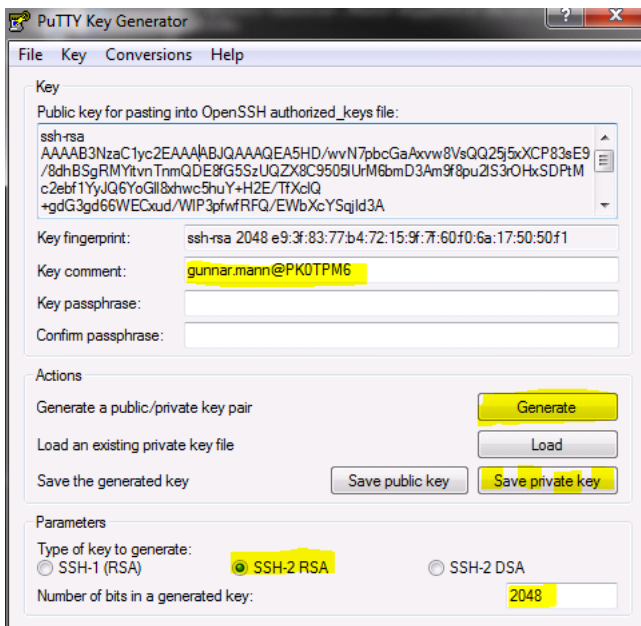 PuTTY Key Generator
File Key Conversions Help
Key
Public key for pasting into OpenSSH authorized_keys file:
ssh-rsa
AAAAB3NzaC1yc2EAAAABJQAAAQEA5HD/wvN7pbcGaAxvw8VsQQ25j5xXCP83sE9
/8dhBSgRMYitvnTnmQDE8fG5SzUQZX8C9505IUrM6bmD3Am9f8pu2IS3rOHxSDPtM
c2ebf1YyJQ6YoGII8xhwc5huY+H2E/TfXclQ
+gdG3gd66WECxud/WIP3pfwfRFQ/EWbXcYSqjld3A
Key fingerprint: ssh-rsa 2048 e9:3f:83:77:b4:72:15:9f:7f:60:f0:6a:17:50:50:f1
Key comment: gunnar.mann@PK0TPM6
Key passphrase:
Confirm passphrase:
Actions
Generate a public/private key pair Generate
Load an existing private key file Load
Save the generated key Save public key Save private key
Parameters
Type of key to generate:
SSH-1 (RSA) SSH-2 RSA SSH-2 DSA
Number of bits in a generated key: 2048